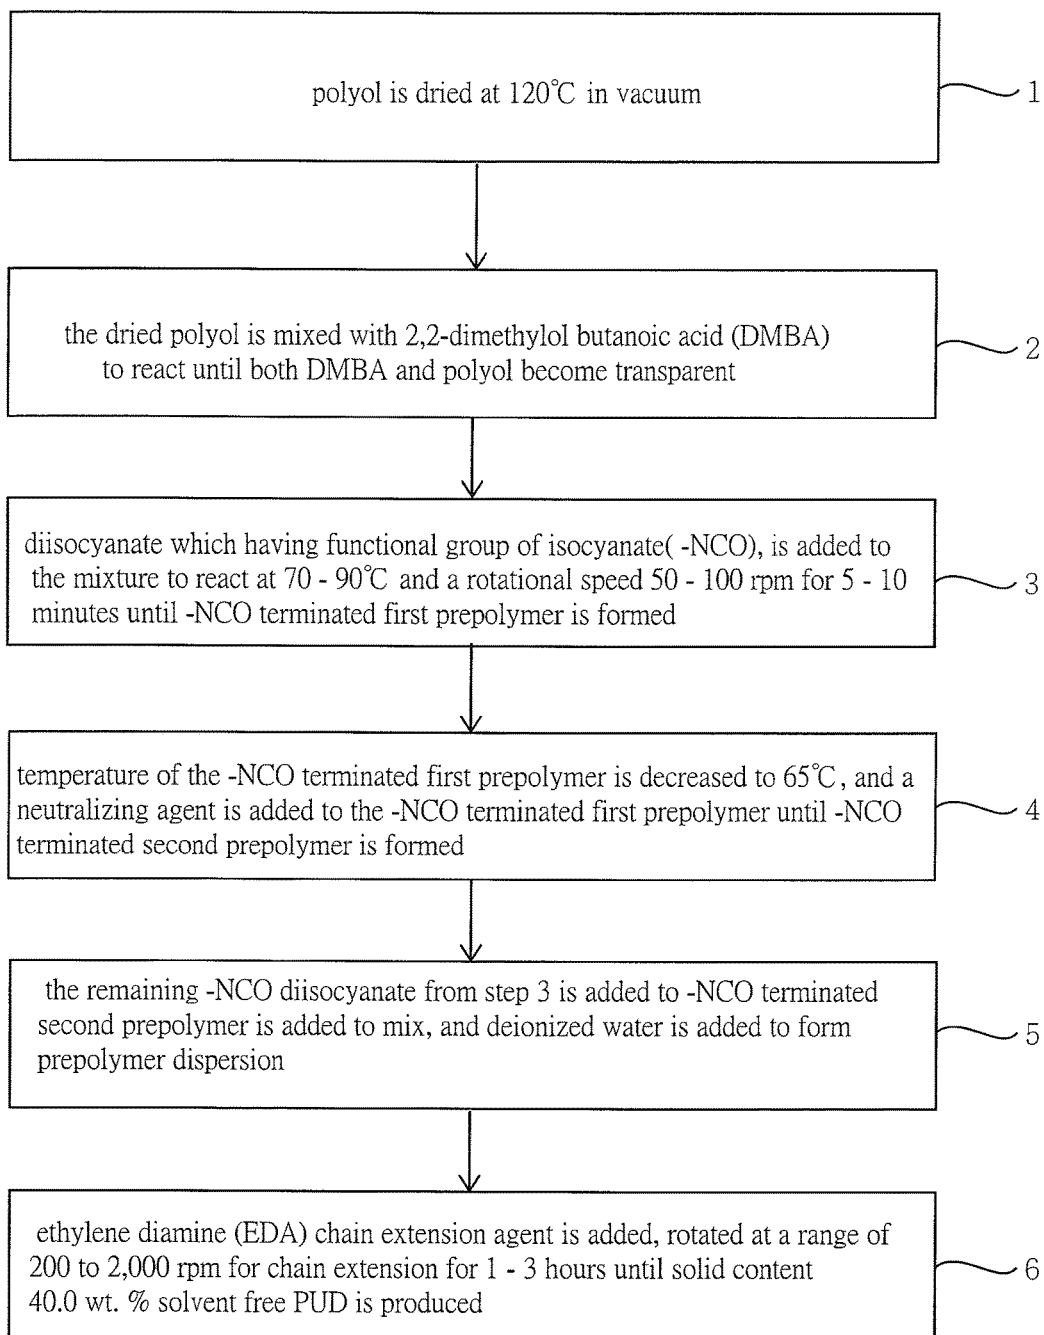 polyol is dried at 120℃ in vacuum
1
the dried polyol is mixed with 2,2-dimethylol butanoic acid (DMBA)
to react until both DMBA and polyol become transparent
2
diisocyanate which having functional group of isocyanate( -NCO), is added to
the mixture to react at 70 - 90℃ and a rotational speed 50 - 100 rpm for 5 - 10
minutes until -NCO terminated first prepolymer is formed
3
temperature of the -NCO terminated first prepolymer is decreased to 65℃, and a
neutralizing agent is added to the -NCO terminated first prepolymer until -NCO
terminated second prepolymer is formed
4
the remaining -NCO diisocyanate from step 3 is added to -NCO terminated
second prepolymer is added to mix, and deionized water is added to form
prepolymer dispersion
5
ethylene diamine (EDA) chain extension agent is added, rotated at a range of
200 to 2,000 rpm for chain extension for 1 - 3 hours until solid content
40.0 wt. % solvent free PUD is produced
6